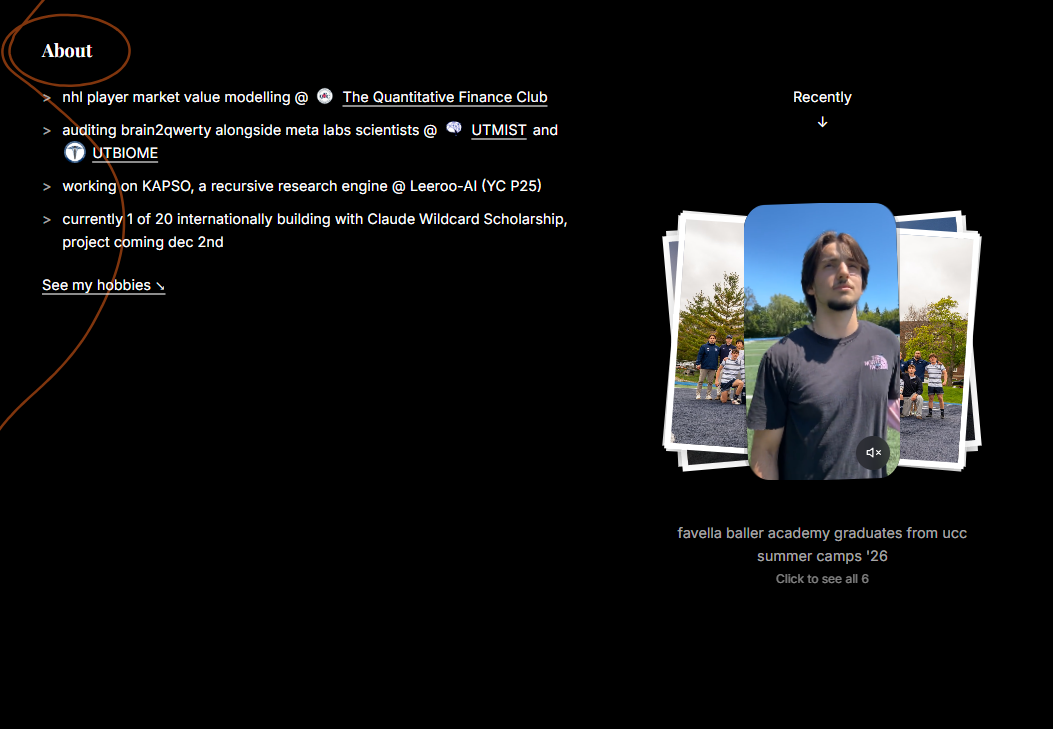 About
> nhl player market value modelling @ The Quantitative Finance Club
> auditing brain2qwerty alongside meta labs scientists @ UTMIST and
UTBIOME
> working on KAPSO, a recursive research engine @ Leeroo-AI (YC P25)
> currently 1 of 20 internationally building with Claude Wildcard Scholarship,
project coming dec 2nd
See my hobbies ↘
Recently
↓
favella baller academy graduates from ucc
summer camps '26
Click to see all 6